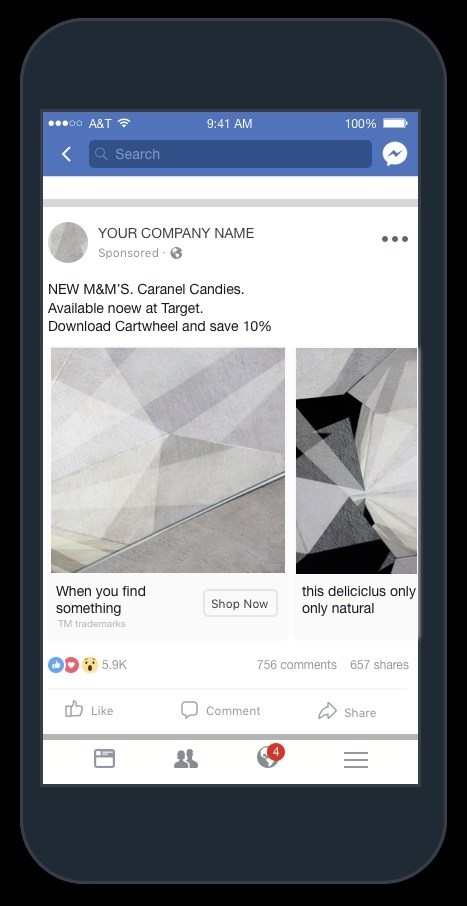 A&T 9:41 AM 100%
Search
YOUR COMPANY NAME
Sponsored ·
NEW M&M'S. Caranel Candies.
Available noew at Target.
Download Cartwheel and save 10%
When you find
something
TM tradermarks
Shop Now
this deliciclus only
only natural
5.9K 756 comments 657 shares
Like Comment Share
4